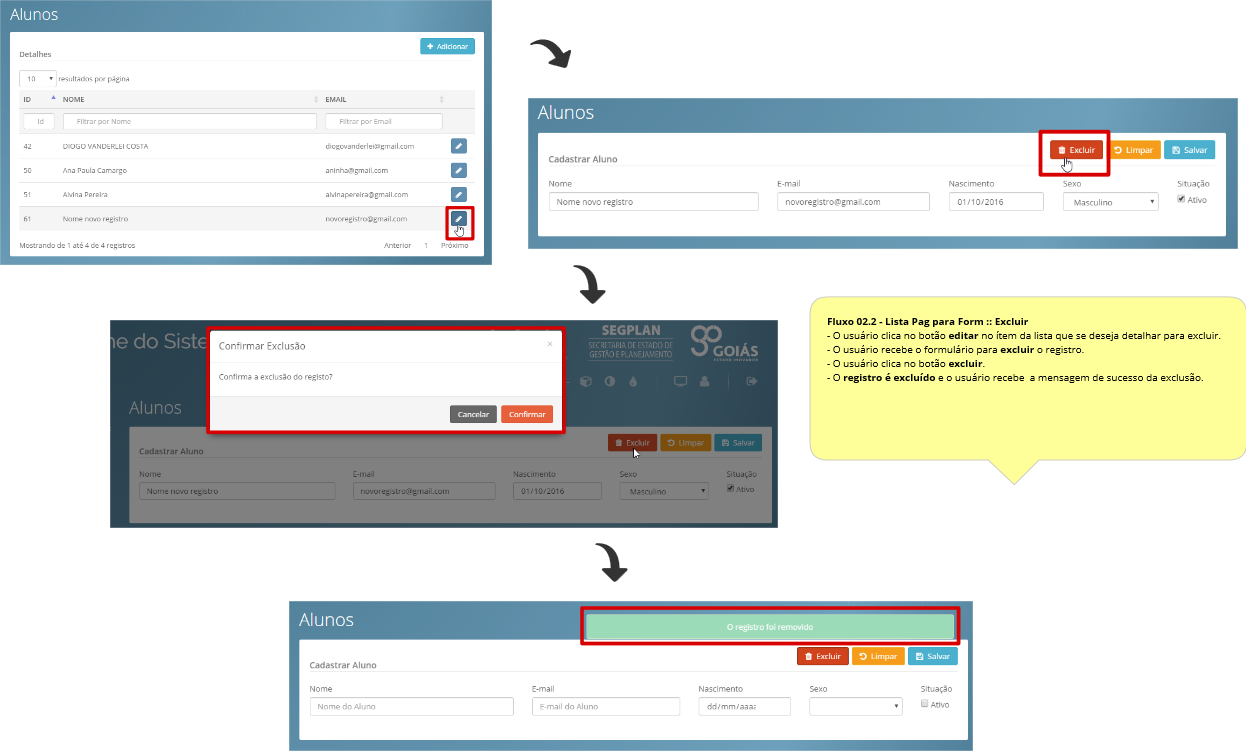 Alunos
Adicionar
Detalhes
10 resultados por página
ID NOME EMAIL
Id Filtrar por Nome Filtrar por Email
42 DIOGO VANDERLEI COSTA diogovanderlei@gmail.com
50 Ana Paula Camargo aninha@gmail.com
51 Alvina Pereira alvinapereira@gmail.com
61 Nome novo registro novoregistro@gmail.com
Mostrando de 1 até 4 de 4 registros Anterior 1 Próximo
Alunos
Excluir Limpar Salvar
Cadastrar Aluno
Nome E-mail Nascimento Sexo Situação
Nome novo registro novoregistro@gmail.com 01/10/2016 Masculino Ativo
Fluxo 02.2 - Lista Pag para Form :: Excluir
- O usuário clica no botão editar no ítem da lista que se deseja detalhar para excluir.
- O usuário recebe o formulário para excluir o registro.
- O usuário clica no botão excluir.
- O registro é excluído e o usuário recebe a mensagem de sucesso da exclusão.
me do Siste
SEGPLAN
SECRETARIA DE ESTADO DE
GESTÃO E PLANEJAMENTO
GOIÁS
ESTADO INOVADOR
Confirmar Exclusão ×
Confirma a exclusão do registo?
Cancelar Confirmar
Alunos
Excluir Limpar Salvar
Cadastrar Aluno
Nome E-mail Nascimento Sexo Situação
Nome novo registro novoregistro@gmail.com 01/10/2016 Masculino Ativo
Alunos
O registro foi removido
Excluir Limpar Salvar
Cadastrar Aluno
Nome E-mail Nascimento Sexo Situação
Nome do Aluno E-mail do Aluno dd/mm/aaaa Ativo